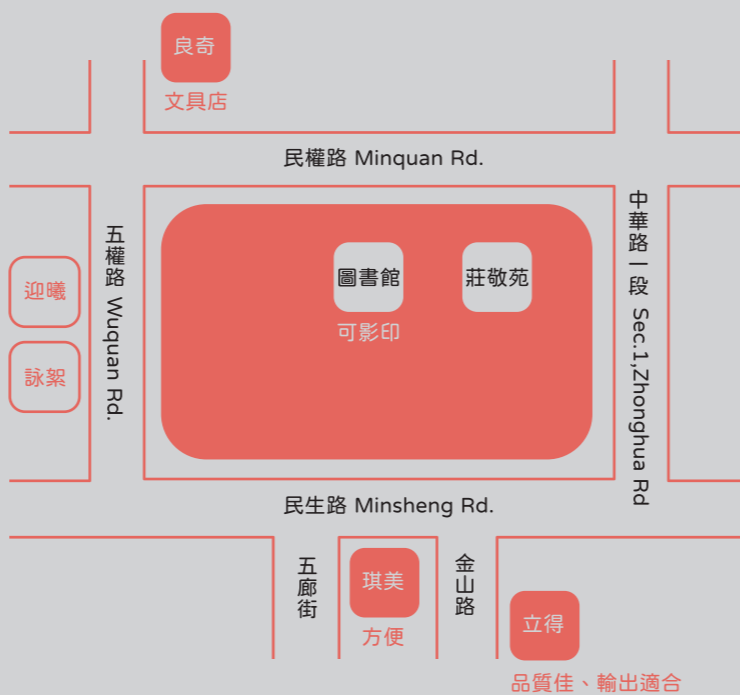 良奇
文具店
民權路 Minquan Rd.
五權路 Wuquan Rd.
中華路一段 Sec.1,Zhonghua Rd
迎曦
詠絮
圖書館
可影印
莊敬苑
民生路 Minsheng Rd.
五廊街
琪美
方便
金山路
立得
品質佳、輸出適合